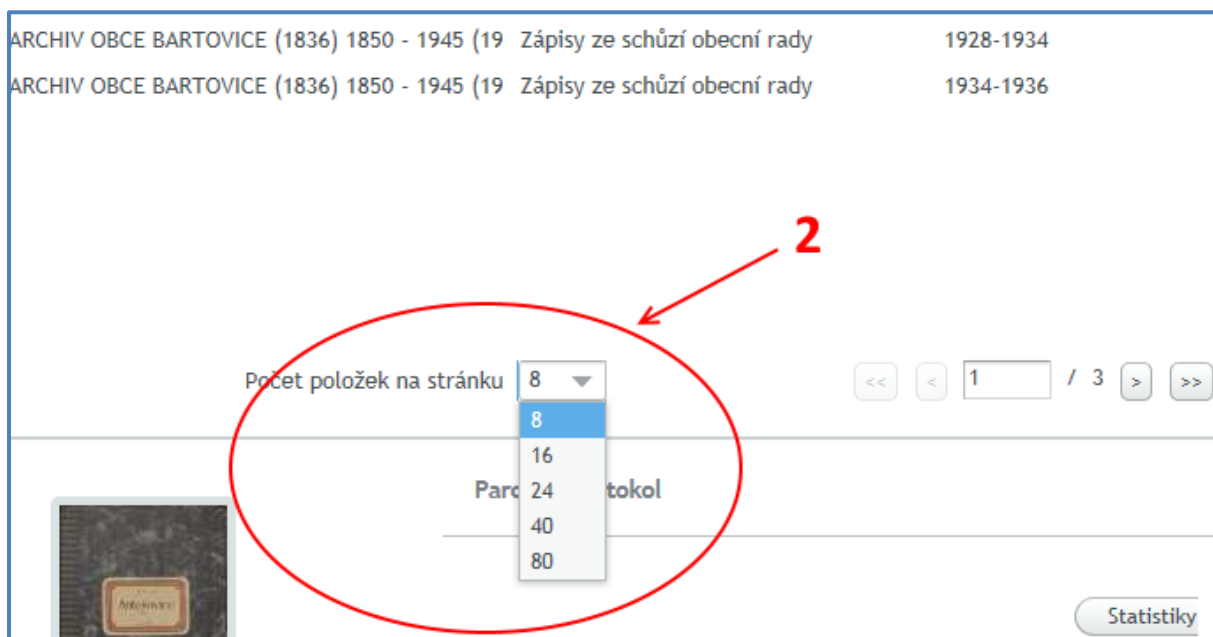 ARCHIV OBCE BARTOVICE (1836) 1850 - 1945 (19 Zápisy ze schůzí obecní rady 1928-1934
ARCHIV OBCE BARTOVICE (1836) 1850 - 1945 (19 Zápisy ze schůzí obecní rady 1934-1936
2
Počet položek na stránku 8 << < 1 / 3 > >>
8
16
Parc tokol
24
40
80
Statistiky